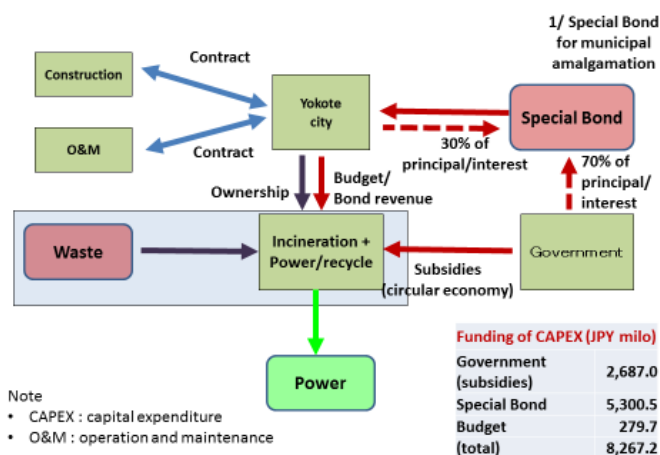 1/ Special Bond
for municipal
amalgamation
Construction
Contract
Yokote
city
Special Bond
O&M
Contract
30% of
principal/interest
70% of
principal/
interest
Ownership
Budget/
Bond revenue
Waste
Incineration +
Power/recycle
Subsidies
(circular economy)
Government
Power
Funding of CAPEX (JPY milo)
Government
(subsidies) 2,687.0
Special Bond 5,300.5
Budget 279.7
(total) 8,267.2
Note
• CAPEX : capital expenditure
• O&M : operation and maintenance